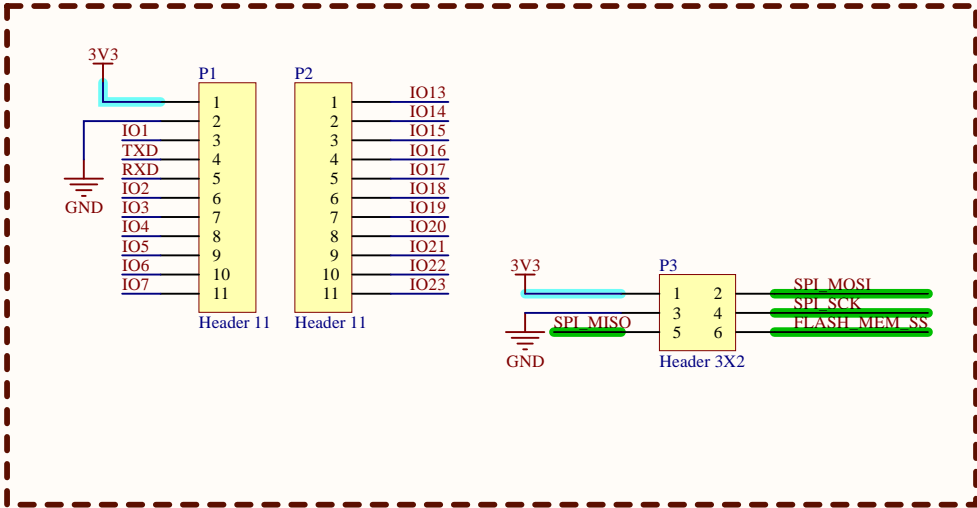 3V3
P1
1
2
IO1 3
TXD 4
RXD 5
IO2 6
IO3 7
IO4 8
IO5 9
IO6 10
IO7 11
GND
Header 11
P2
1 IO13
2 IO14
3 IO15
4 IO16
5 IO17
6 IO18
7 IO19
8 IO20
9 IO21
10 IO22
11 IO23
Header 11
3V3
P3
1 2 SPI_MOSI
3 4 SPI_SCK
SPI_MISO 5 6 FLASH_MEM_SS
GND
Header 3X2